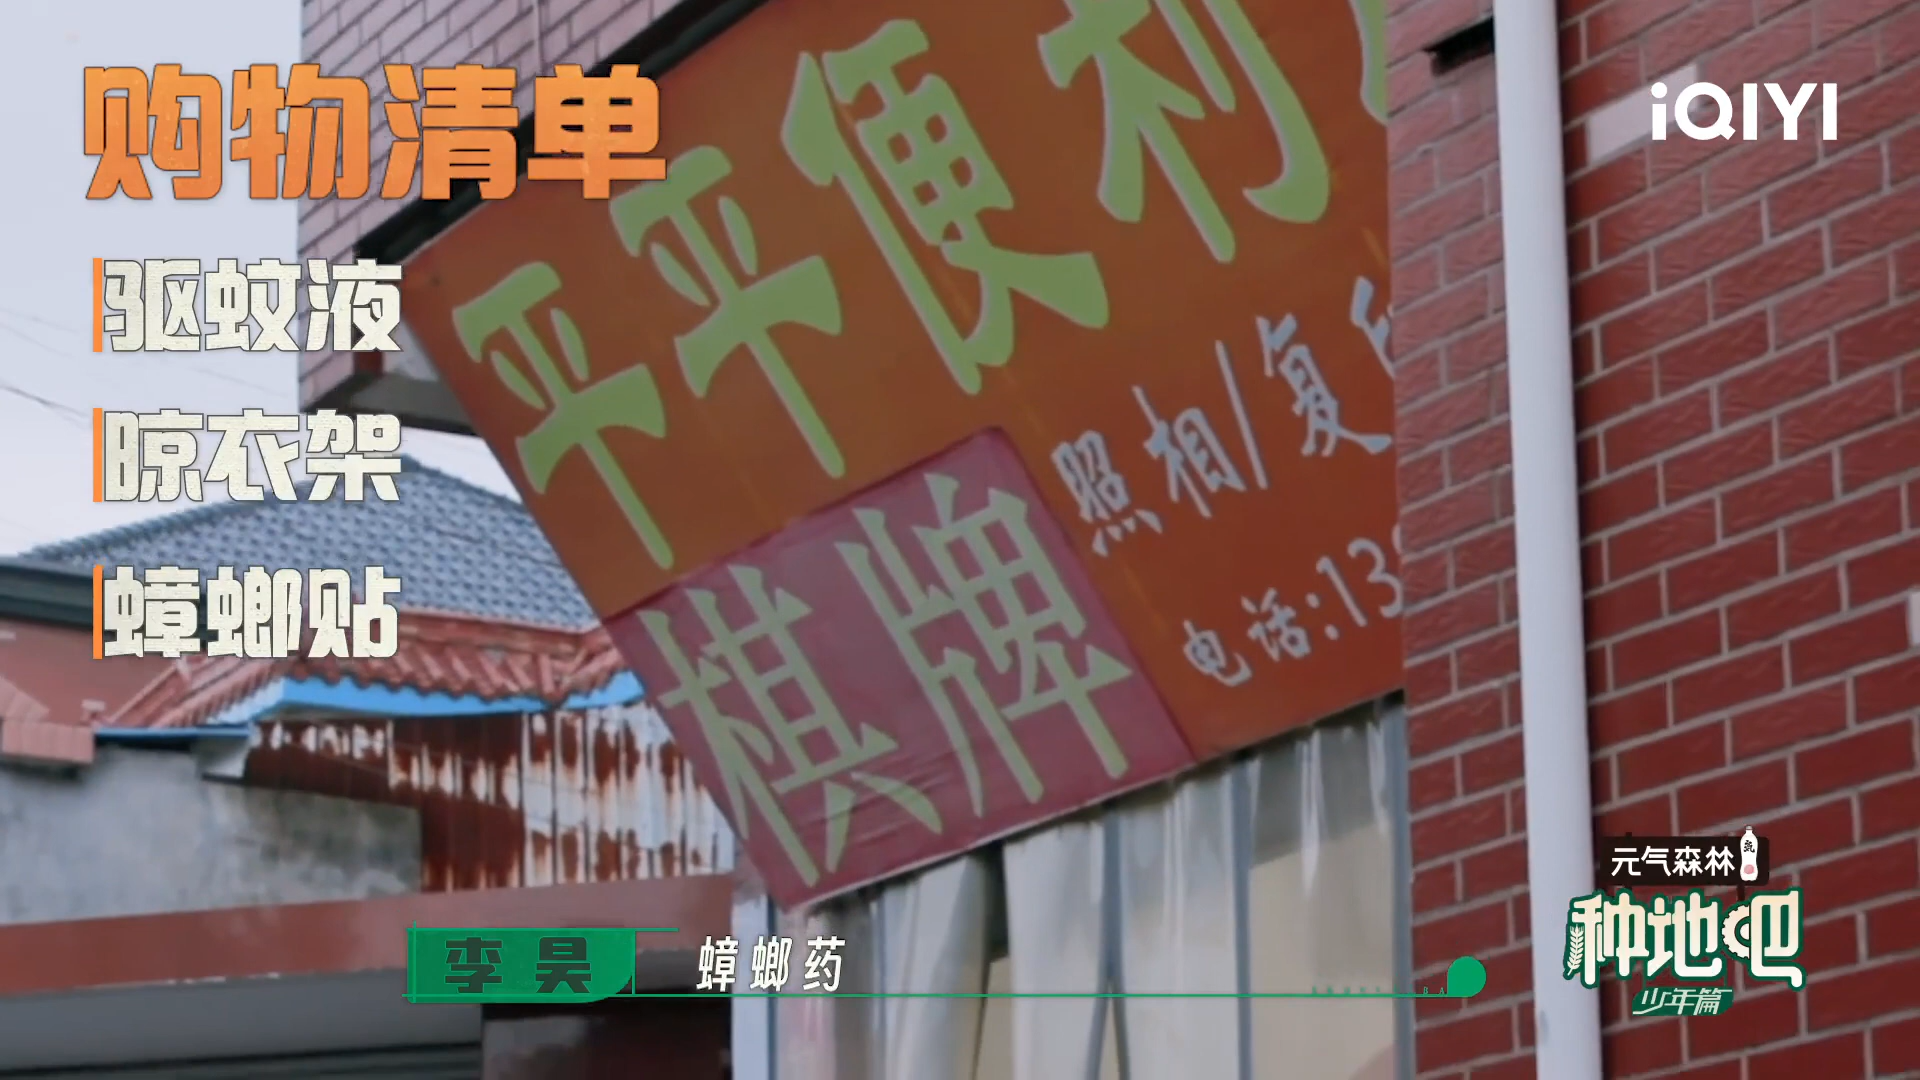 购物清单
iQIYI
驱蚊液
晾衣架
蟑螂贴
平平便利
照相/复
棋牌
电话:13
元气森林
种地吧
少年篇
李昊 蟑螂药